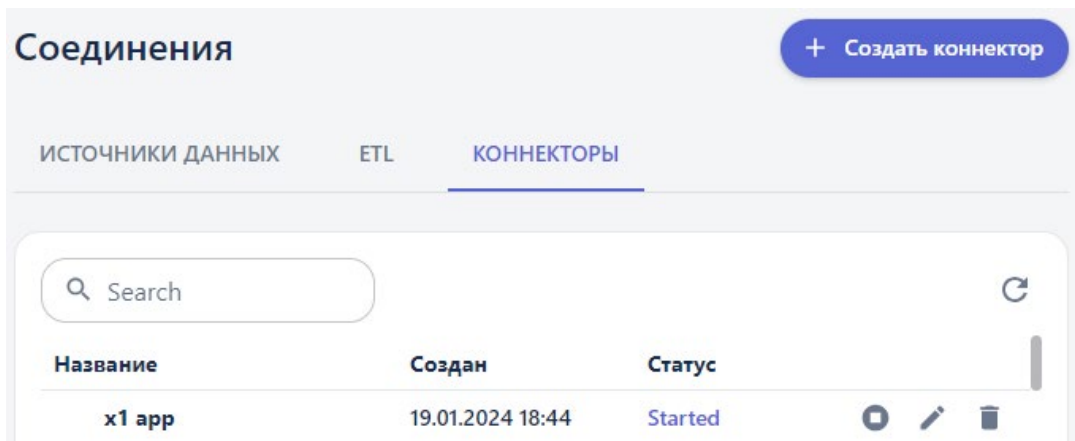 Соединения
+ Создать коннектор
ИСТОЧНИКИ ДАННЫХ ETL КОННЕКТОРЫ
Search
Название Создан Статус
x1 app 19.01.2024 18:44 Started